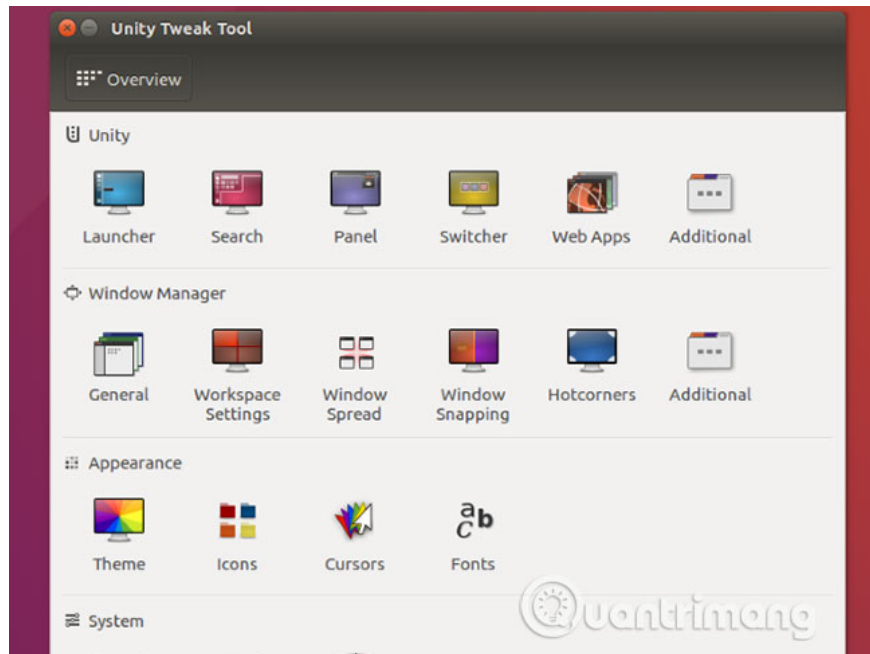 Unity Tweak Tool
Overview
Unity
Launcher Search Panel Switcher Web Apps Additional
Window Manager
General Workspace Settings Window Spread Window Snapping Hotcorners Additional
Appearance
Theme Icons Cursors Fonts
System
Quantrimang